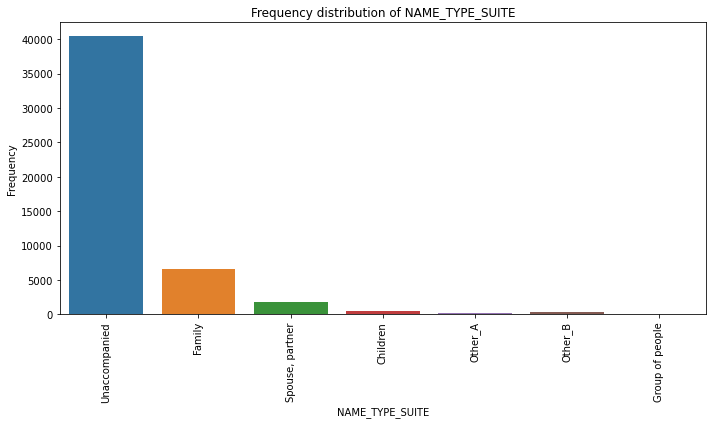 Frequency distribution of NAME_TYPE_SUITE
40000
35000
30000
25000
20000
15000
10000
5000
0
Frequency
Unaccompanied
Family
Spouse, partner
Children
Other_A
Other_B
Group of people
NAME_TYPE_SUITE